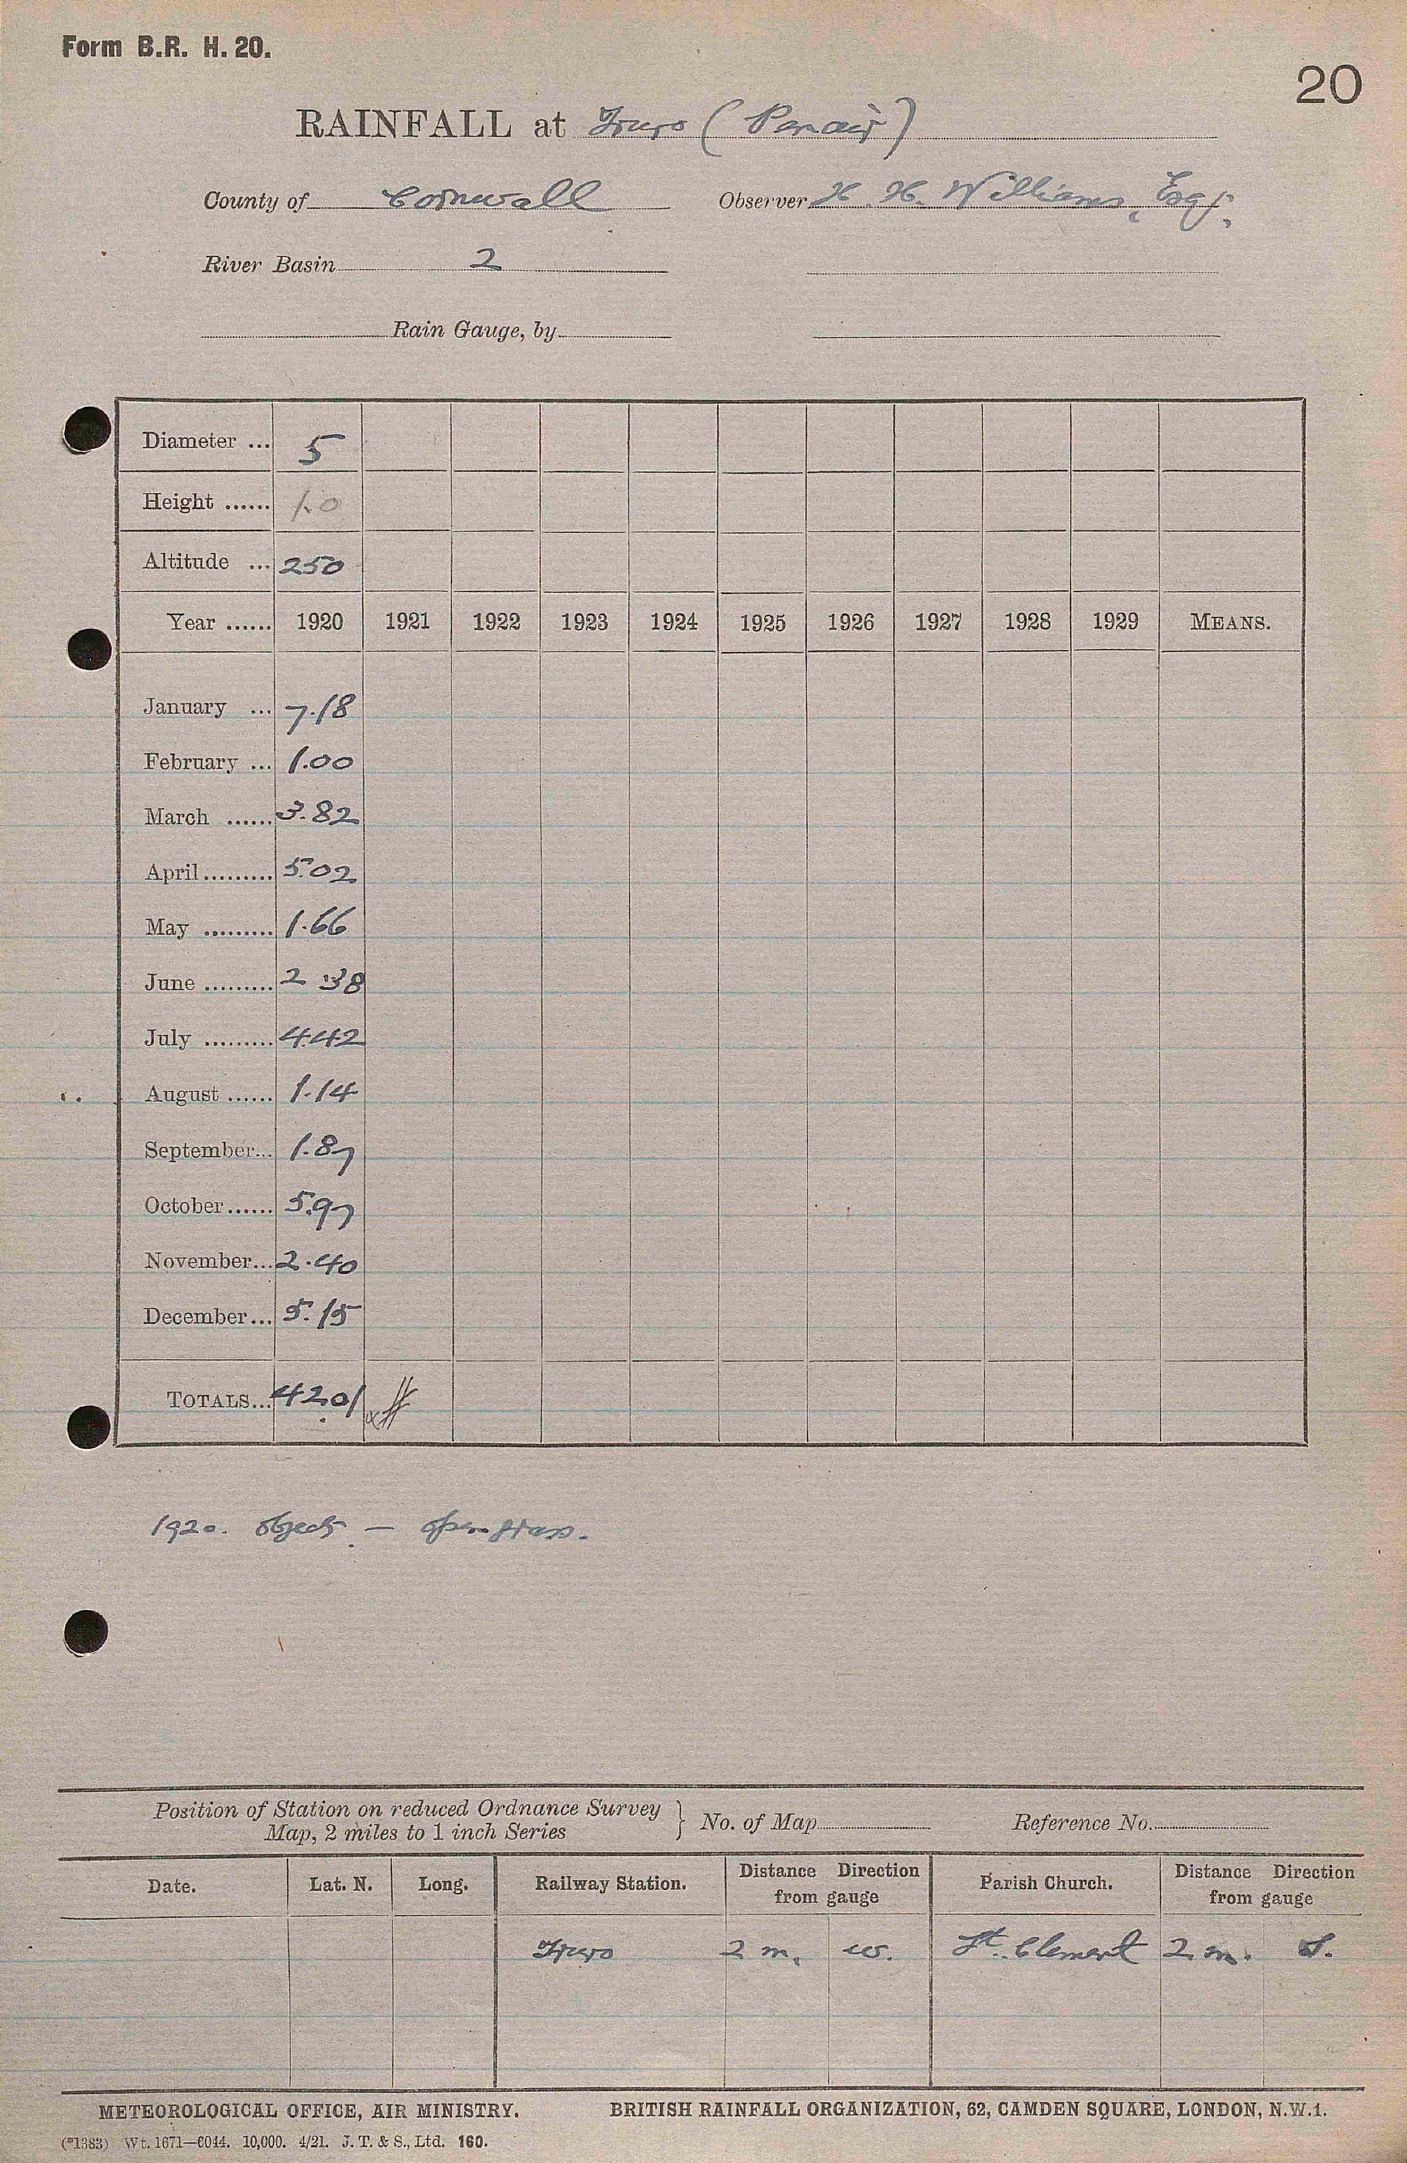 Form B.R. H. 20.
20
RAINFALL at Truro (Penair)
County of Cornwall Observer H. H. Williams, Esq.,
River Basin 2
Rain Gauge, by
Diameter ... 5
Height ...... 1.0
Altitude ... 250
Year ...... 1920 1921 1922 1923 1924 1925 1926 1927 1928 1929 MEANS.
January ... 7.18
February ... 1.00
March ...... 3.82
April ......... 5.02
May ......... 1.66
June ......... 2 38
July ......... 4.42
August ...... 1.14
September... 1.87
October...... 5.97
November... 2.40
December... 5.15
TOTALS... 42.01
1920. Objects — Open grass.
Position of Station on reduced Ordnance Survey
Map, 2 miles to 1 inch Series } No. of Map Reference No.
Date. Lat. N. Long. Railway Station. Distance Direction from gauge Parish Church. Distance Direction from gauge
Truro 2 m. W. St. Clement 2 m. S.
METEOROLOGICAL OFFICE, AIR MINISTRY. BRITISH RAINFALL ORGANIZATION, 62, CAMDEN SQUARE, LONDON, N.W.1.
(*1383) Wt. 1671—6044. 10,000. 4/21. J. T. & S., Ltd. 160.